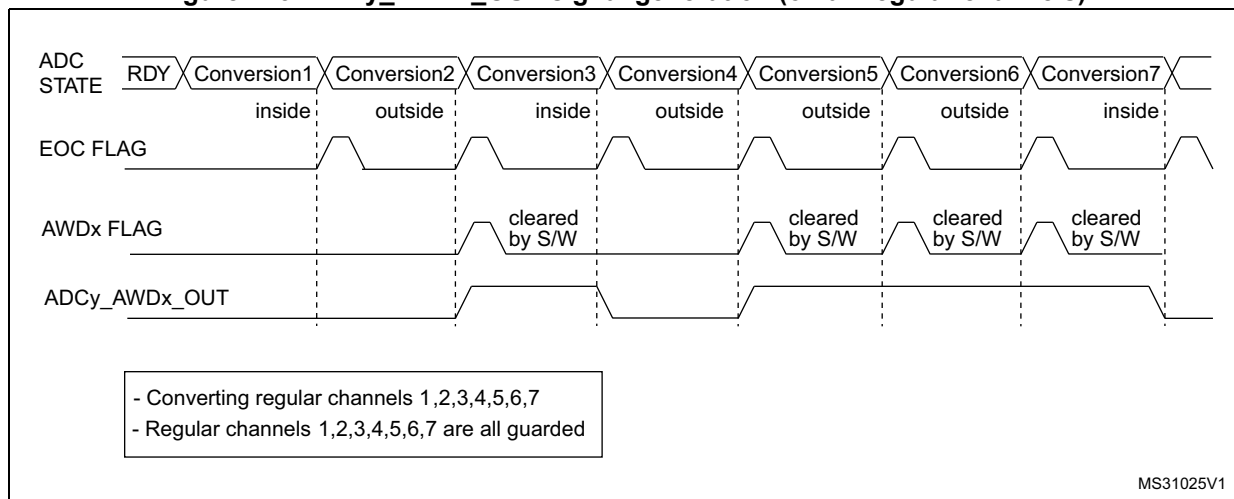 ADC
STATE
RDY Conversion1 Conversion2 Conversion3 Conversion4 Conversion5 Conversion6 Conversion7
inside outside inside outside outside outside inside
EOC FLAG
AWDx FLAG
cleared by S/W
cleared by S/W
cleared by S/W
cleared by S/W
ADCy_AWDx_OUT
- Converting regular channels 1,2,3,4,5,6,7
- Regular channels 1,2,3,4,5,6,7 are all guarded
MS31025V1